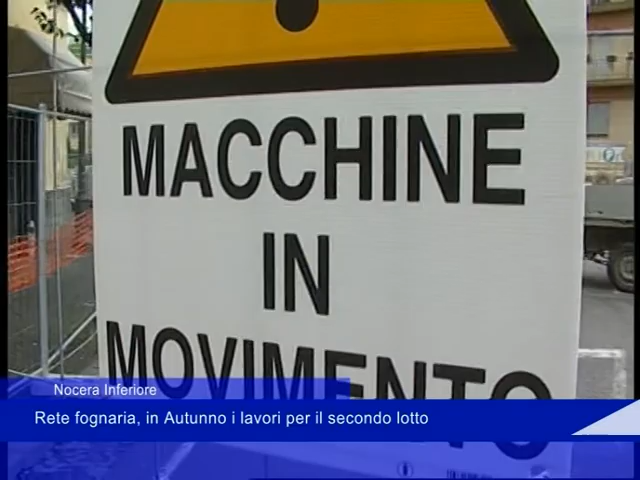 MACCHINE
IN
MOVIMENTO
Nocera Inferiore
Rete fognaria, in Autunno i lavori per il secondo lotto